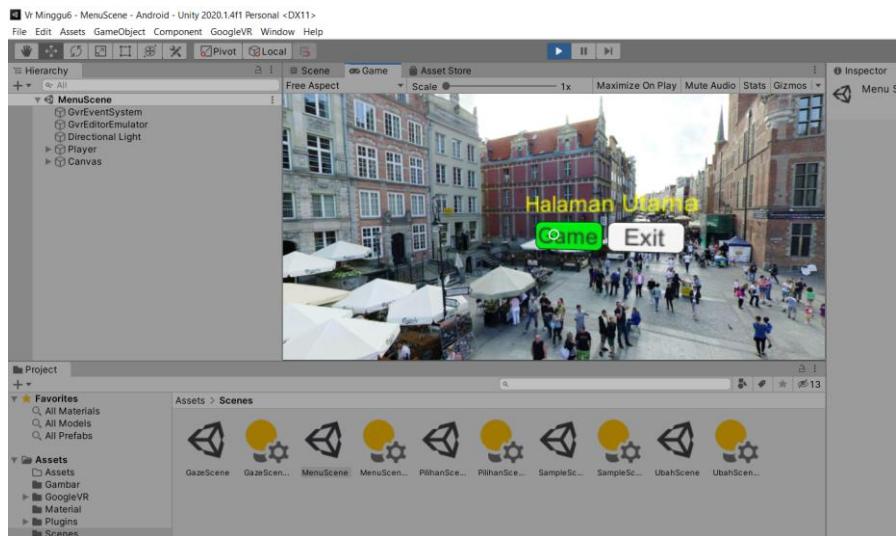 Vr Minggu6 - MenuScene - Android - Unity 2020.1.4f1 Personal <DX11>
File Edit Assets GameObject Component GoogleVR Window Help
Pivot Local
Hierarchy
All
MenuScene
GvrEventSystem
GvrEditorEmulator
Directional Light
Player
Canvas
Scene Game Asset Store
Free Aspect Scale 1x Maximize On Play Mute Audio Stats Gizmos
Halaman Utama
Game Exit
Inspector
Menu S
Project
13
Favorites
All Materials
All Models
All Prefabs
Assets
Assets
Gambar
GoogleVR
Material
Plugins
Scenes
Assets > Scenes
GazeScene GazeScen... MenuScene MenuScen... PilihanSce... PilihanSce... SampleSc... SampleSc... UbahScene UbahScen...